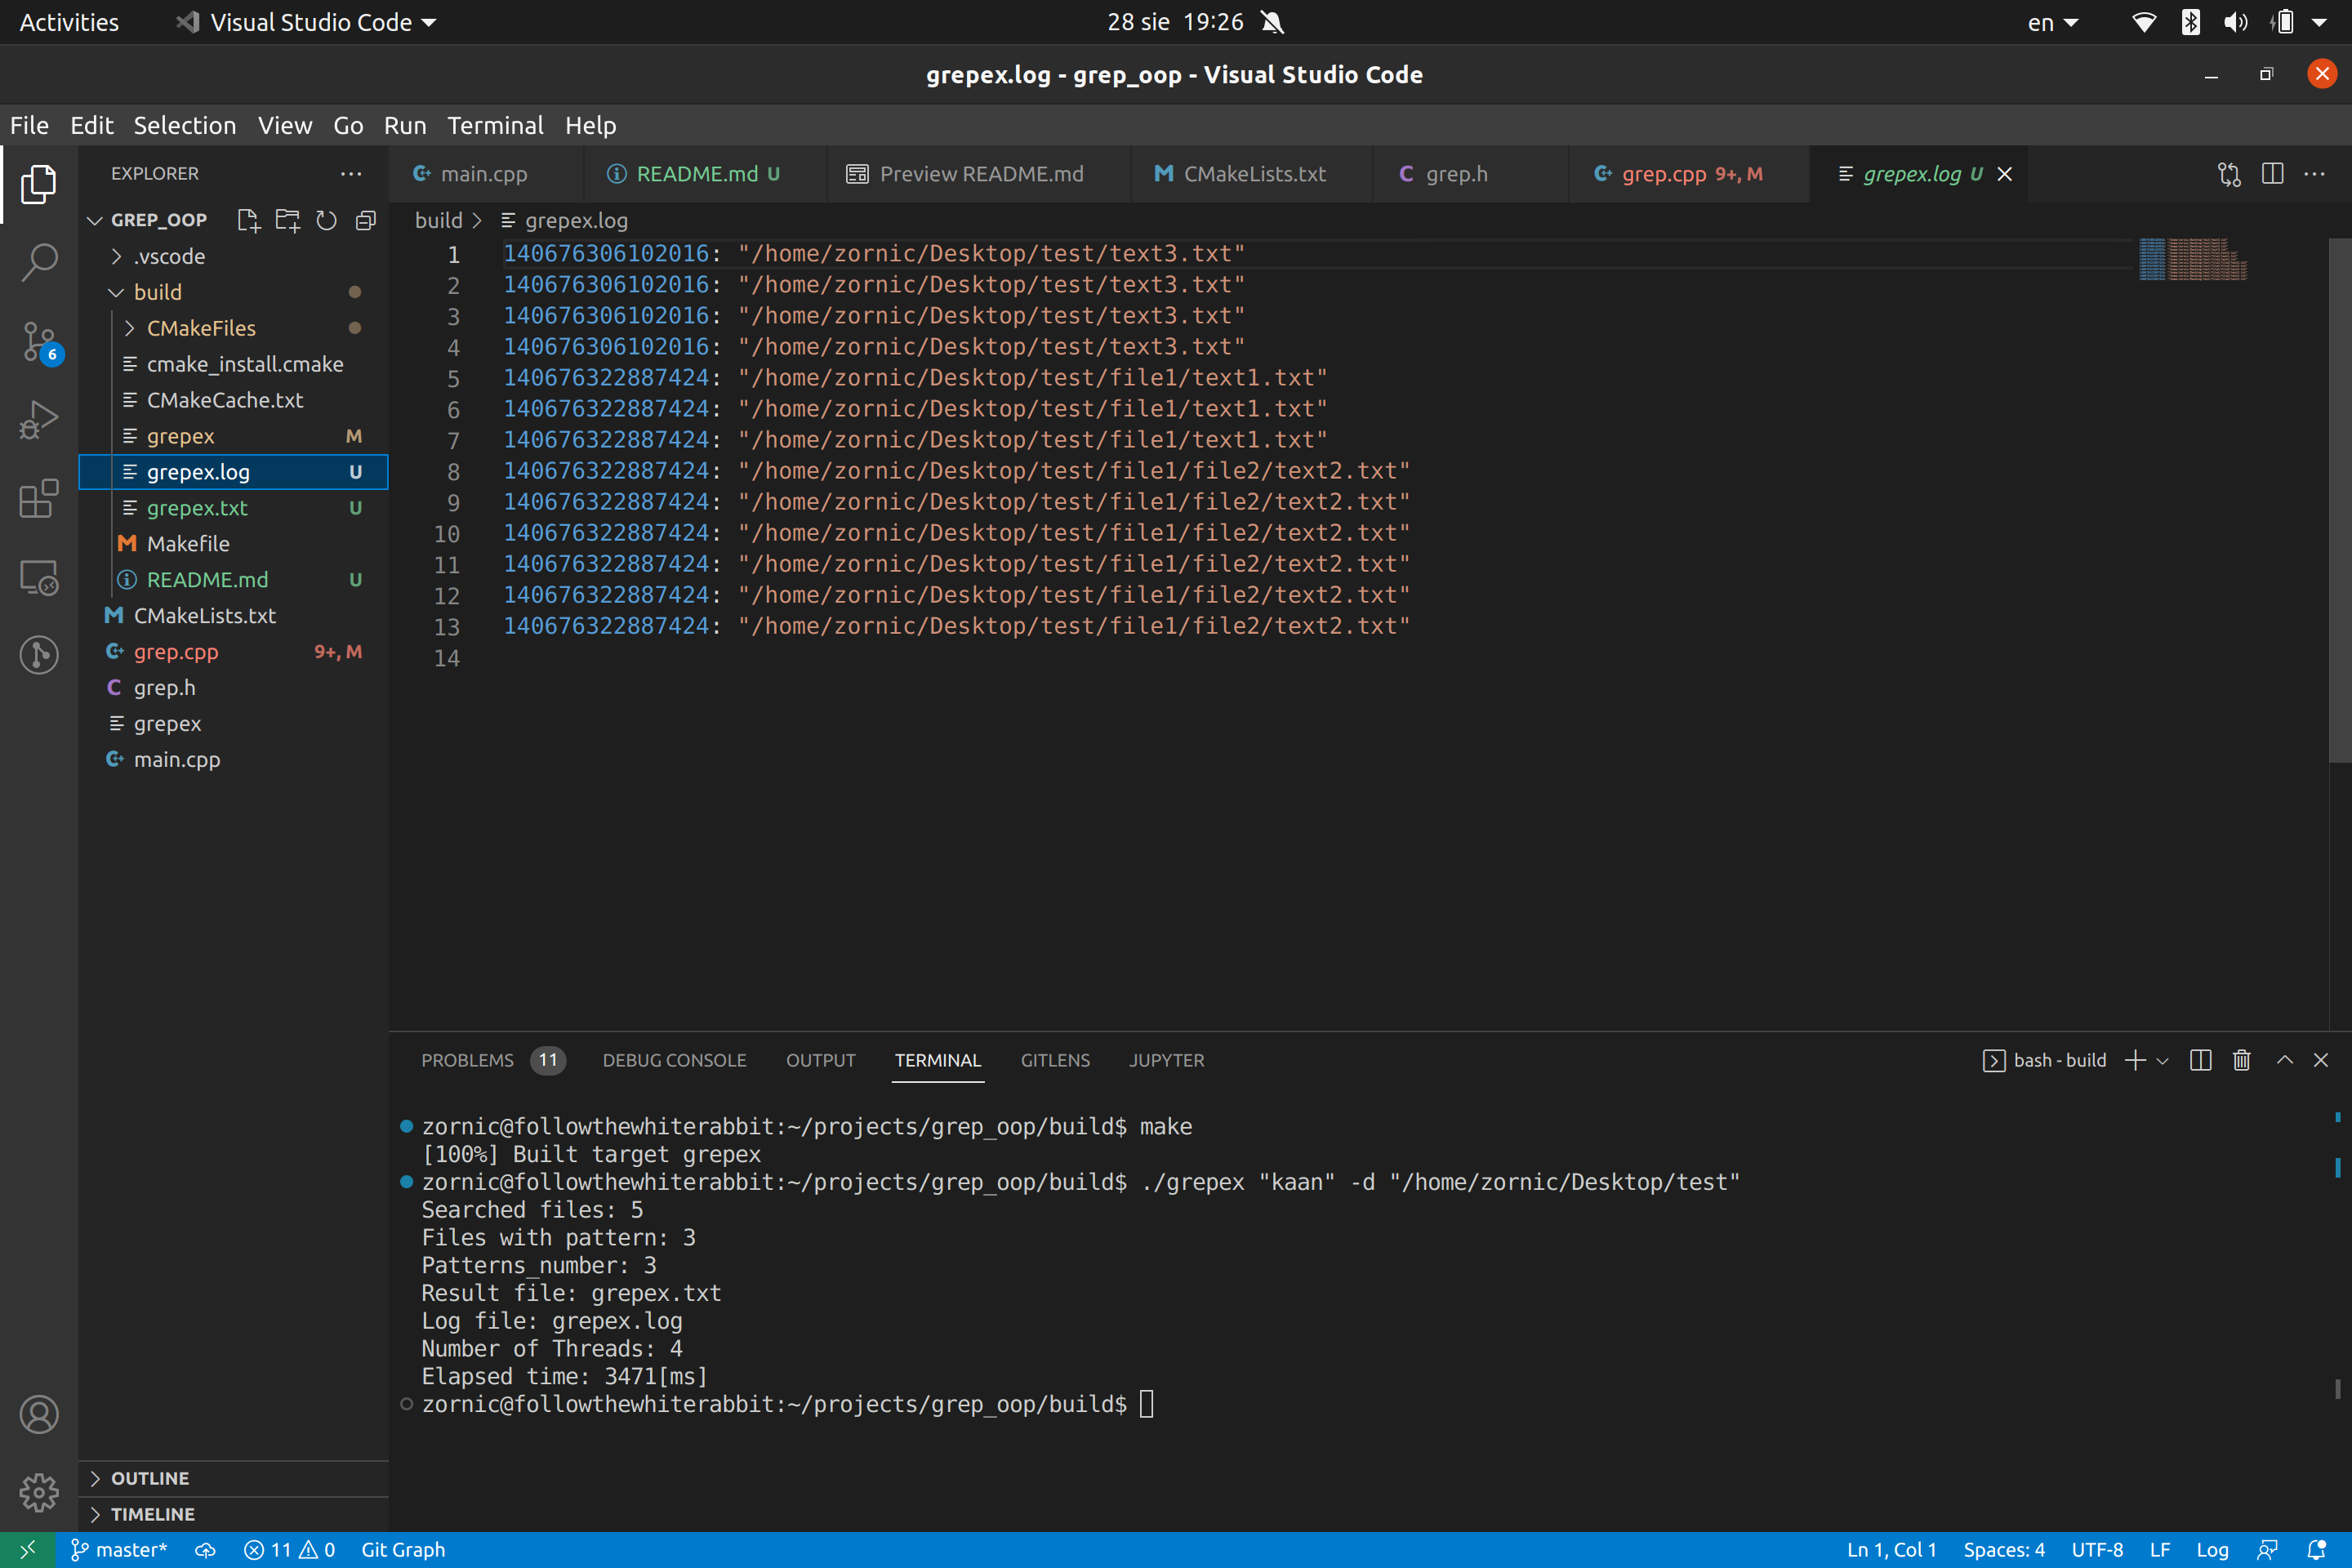 Activities Visual Studio Code 28 sie 19:26 en
grepex.log - grep_oop - Visual Studio Code
File Edit Selection View Go Run Terminal Help
EXPLORER
main.cpp README.md U Preview README.md CMakeLists.txt grep.h grep.cpp 9+, M grepex.log U
GREP_OOP
.vscode
build
CMakeFiles
cmake_install.cmake
CMakeCache.txt
grepex M
grepex.log U
grepex.txt U
Makefile
README.md U
CMakeLists.txt
grep.cpp 9+, M
grep.h
grepex
main.cpp
6
OUTLINE
TIMELINE
build > grepex.log
1 140676306102016: "/home/zornic/Desktop/test/text3.txt"
2 140676306102016: "/home/zornic/Desktop/test/text3.txt"
3 140676306102016: "/home/zornic/Desktop/test/text3.txt"
4 140676306102016: "/home/zornic/Desktop/test/text3.txt"
5 140676322887424: "/home/zornic/Desktop/test/file1/text1.txt"
6 140676322887424: "/home/zornic/Desktop/test/file1/text1.txt"
7 140676322887424: "/home/zornic/Desktop/test/file1/text1.txt"
8 140676322887424: "/home/zornic/Desktop/test/file1/file2/text2.txt"
9 140676322887424: "/home/zornic/Desktop/test/file1/file2/text2.txt"
10 140676322887424: "/home/zornic/Desktop/test/file1/file2/text2.txt"
11 140676322887424: "/home/zornic/Desktop/test/file1/file2/text2.txt"
12 140676322887424: "/home/zornic/Desktop/test/file1/file2/text2.txt"
13 140676322887424: "/home/zornic/Desktop/test/file1/file2/text2.txt"
14
PROBLEMS 11 DEBUG CONSOLE OUTPUT TERMINAL GITLENS JUPYTER bash - build
zornic@followthewhiterabbit:~/projects/grep_oop/build$ make
[100%] Built target grepex
zornic@followthewhiterabbit:~/projects/grep_oop/build$ ./grepex "kaan" -d "/home/zornic/Desktop/test"
Searched files: 5
Files with pattern: 3
Patterns_number: 3
Result file: grepex.txt
Log file: grepex.log
Number of Threads: 4
Elapsed time: 3471[ms]
zornic@followthewhiterabbit:~/projects/grep_oop/build$
master* 11 0 Git Graph Ln 1, Col 1 Spaces: 4 UTF-8 LF Log